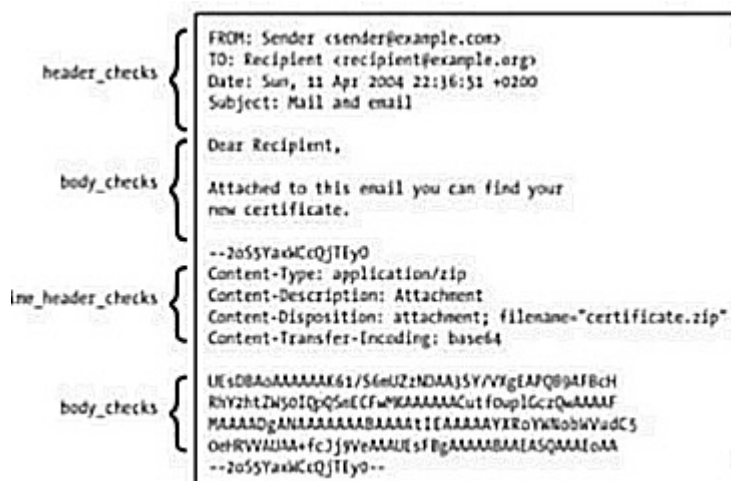 header_checks
FROM: Sender <sender@example.com>
TO: Recipient <recipient@example.org>
Date: Sun, 11 Apr 2004 22:36:51 +0200
Subject: Mail and email
body_checks
Dear Recipient,
Attached to this email you can find your
new certificate.
--2o5SYaxWCcQjTEyO
ime_header_checks
Content-Type: application/zip
Content-Description: Attachment
Content-Disposition: attachment; filename="certificate.zip"
Content-Transfer-Encoding: base64
body_checks
--2o5SYaxWCcQjTEyO--